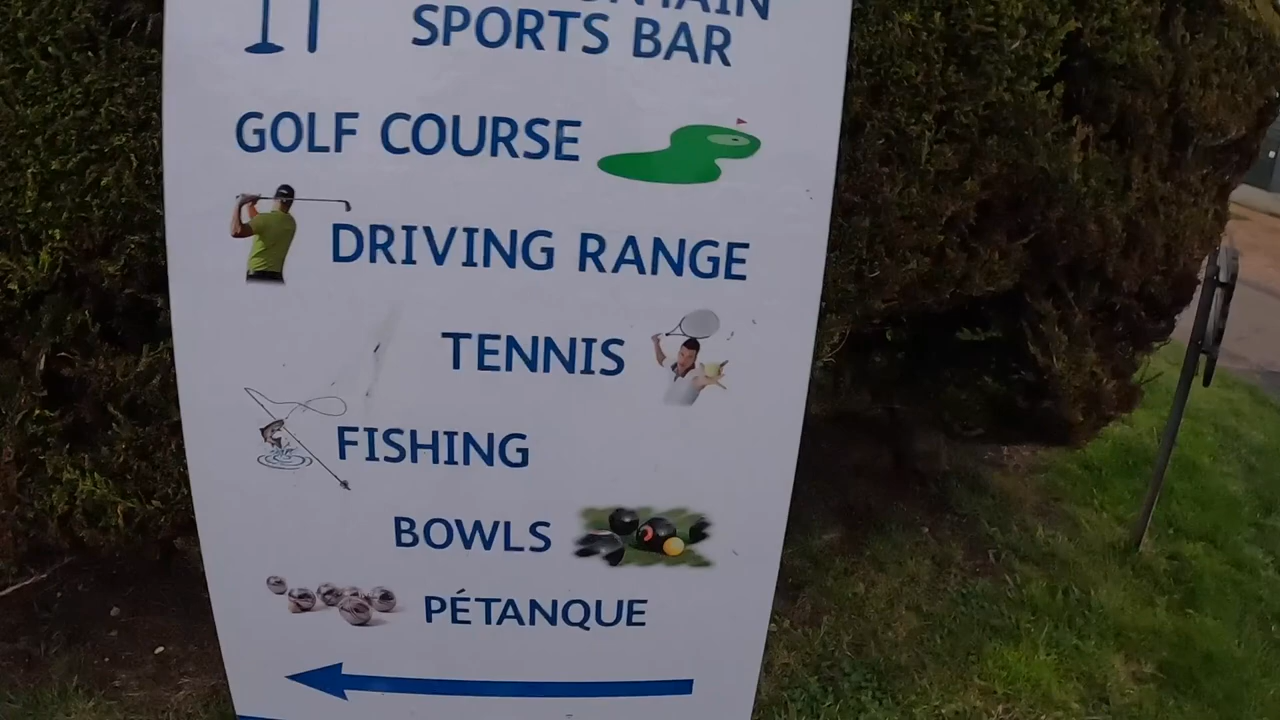 SPORTS BAR
GOLF COURSE
DRIVING RANGE
TENNIS
FISHING
BOWLS
PÉTANQUE